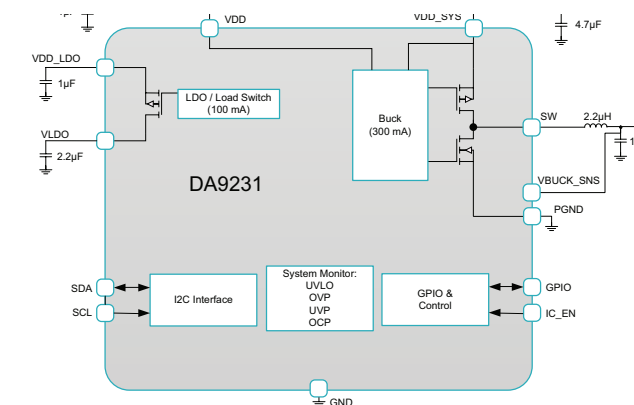 VDD
VDD_SYS
4.7µF
VDD_LDO
1µF
LDO / Load Switch
(100 mA)
Buck
(300 mA)
SW
2.2µH
VLDO
2.2µF
DA9231
VBUCK_SNS
PGND
SDA
SCL
I2C Interface
System Monitor:
UVLO
OVP
UVP
OCP
GPIO &
Control
GPIO
IC_EN
GND